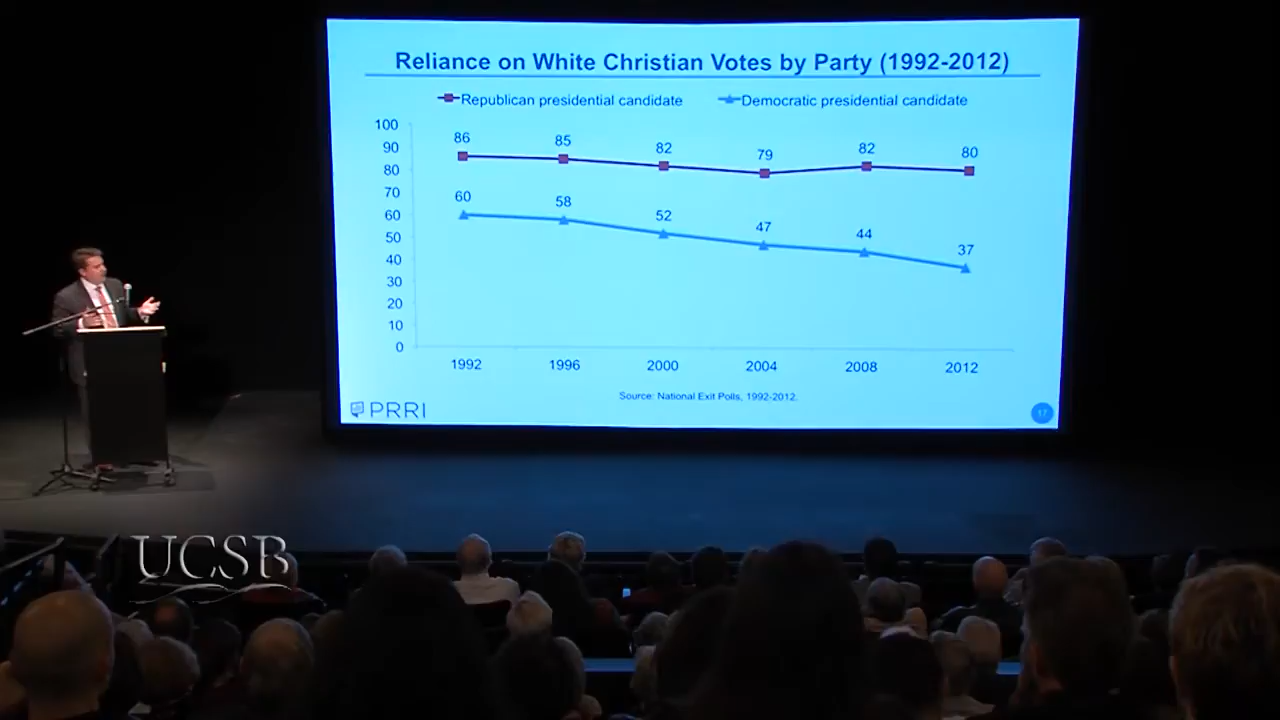 Reliance on White Christian Votes by Party (1992-2012)
Republican presidential candidate Democratic presidential candidate
100
90
80
70
60
50
40
30
20
10
0
86 85 82 79 82 80
60 58 52 47 44 37
1992 1996 2000 2004 2008 2012
Source: National Exit Polls, 1992-2012.
PRRI
17
UCSB